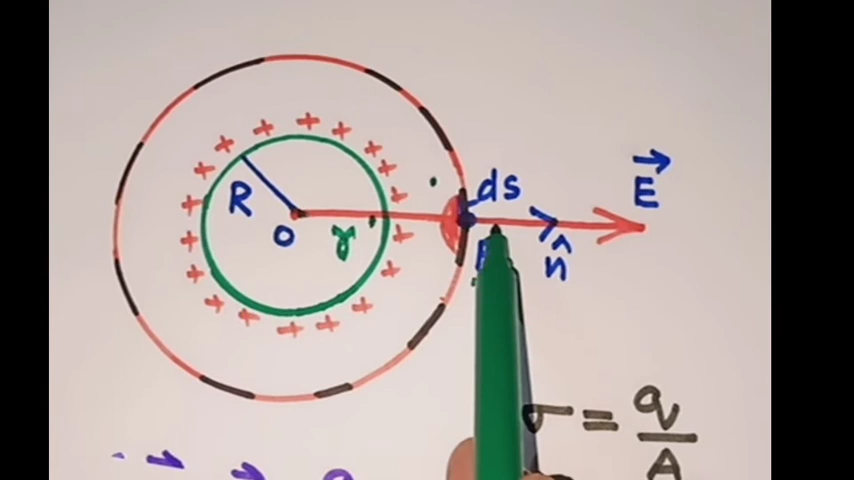 + + + + + + + + + + + + + + + + + + +
ds
E⃗
R
O
r
n̂
σ = q/A